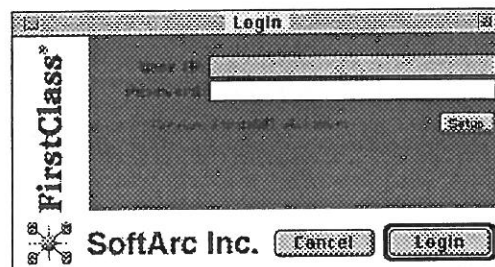 Login
User ID:
Password:
Setup
FirstClass®
SoftArc Inc.
Cancel
Login